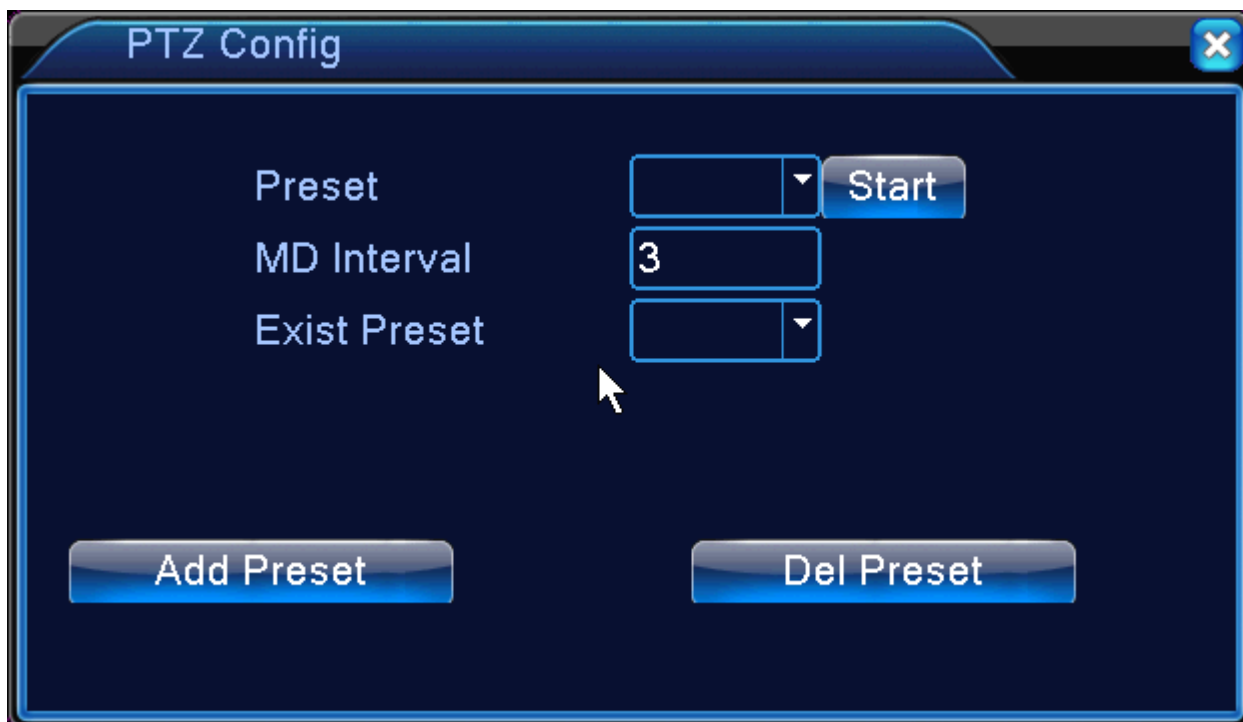 PTZ Config
Preset Start
MD Interval 3
Exist Preset
Add Preset Del Preset